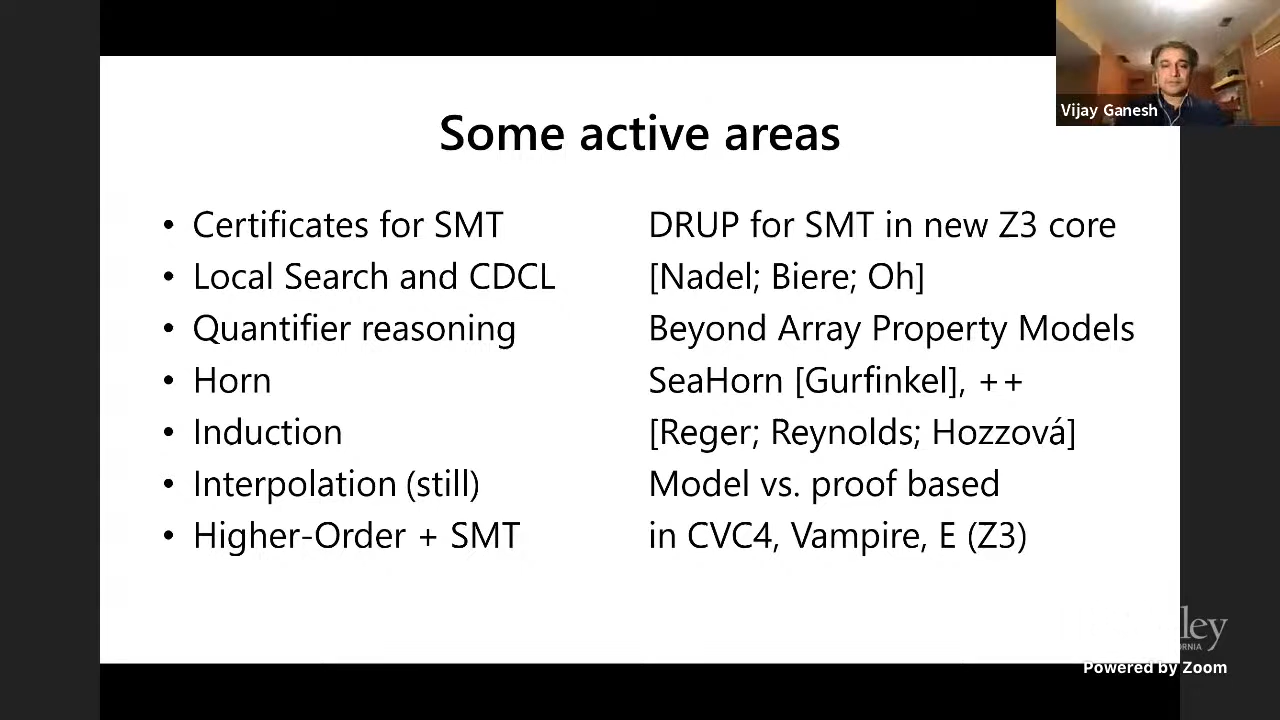 Vijay Ganesh
Some active areas
• Certificates for SMT DRUP for SMT in new Z3 core
• Local Search and CDCL [Nadel; Biere; Oh]
• Quantifier reasoning Beyond Array Property Models
• Horn SeaHorn [Gurfinkel], ++
• Induction [Reger; Reynolds; Hozzová]
• Interpolation (still) Model vs. proof based
• Higher-Order + SMT in CVC4, Vampire, E (Z3)
Powered by Zoom